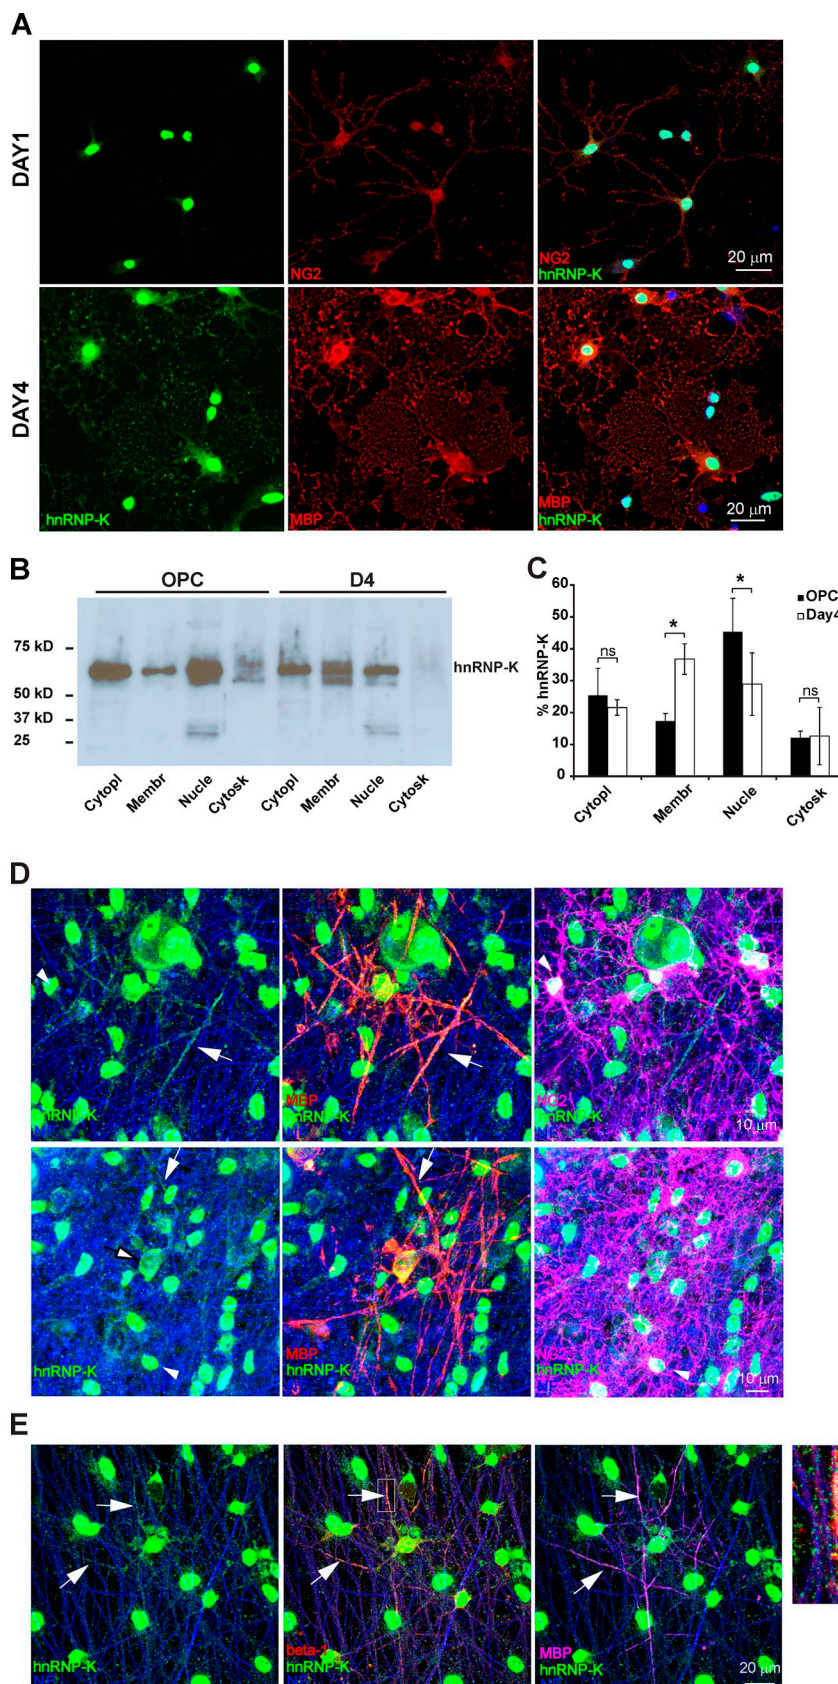 A
DAY1
NG2
NG2
hnRNP-K
20 µm
DAY4
hnRNP-K
MBP
MBP
hnRNP-K
20 µm
B
OPC
D4
75 kD
50 kD
37 kD
25
hnRNP-K
Cytopl
Membr
Nucle
Cytosk
Cytopl
Membr
Nucle
Cytosk
C
% hnRNP-K
60
50
40
30
20
10
0
OPC
Day4
ns
*
*
ns
Cytopl
Membr
Nucle
Cytosk
D
hnRNP-K
MBP
hnRNP-K
NG2
hnRNP-K
10 µm
hnRNP-K
MBP
hnRNP-K
NG2
hnRNP-K
10 µm
E
hnRNP-K
hnRNP-K
MBP
hnRNP-K
20 µm